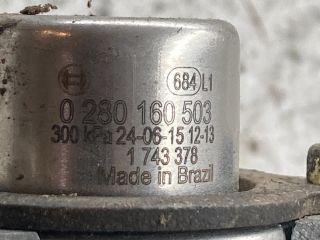 684 L1
0 280 160 503
300 kPa 24-06-15 12-13
1 743 378
Made in Brazil